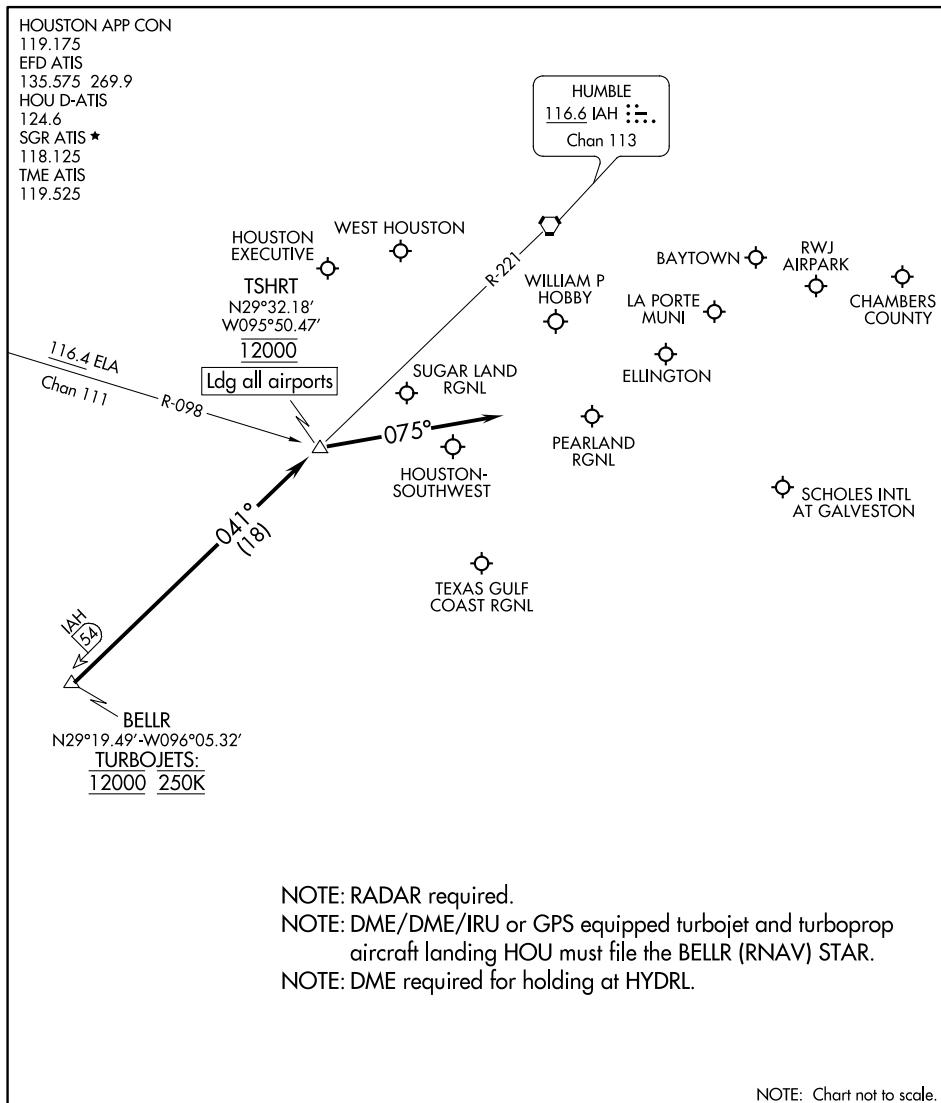 HOUSTON APP CON
119.175
EFD ATIS
135.575 269.9
HOU D-ATIS
124.6
SGR ATIS ★
118.125
TME ATIS
119.525
HUMBLE
116.6 IAH
Chan 113
R-221
HOUSTON
EXECUTIVE
WEST HOUSTON
TSHRT
N29°32.18'
W095°50.47'
12000
Ldg all airports
WILLIAM P
HOBBY
BAYTOWN
RWJ
AIRPARK
LA PORTE
MUNI
CHAMBERS
COUNTY
ELLINGTON
116.4 ELA
Chan 111
R-098
SUGAR LAND
RGNL
075°
HOUSTON-
SOUTHWEST
PEARLAND
RGNL
SCHOLES INTL
AT GALVESTON
041°
(18)
TEXAS GULF
COAST RGNL
IAH
54
BELLR
N29°19.49'-W096°05.32'
TURBOJETS:
12000 250K
NOTE: RADAR required.
NOTE: DME/DME/IRU or GPS equipped turbojet and turboprop
aircraft landing HOU must file the BELLR (RNAV) STAR.
NOTE: DME required for holding at HYDRL.
NOTE: Chart not to scale.